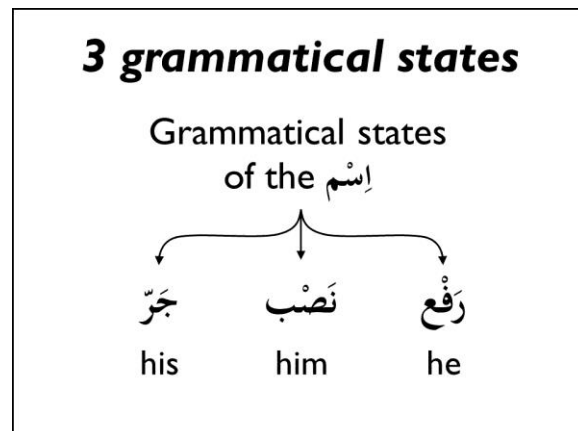 3 grammatical states
Grammatical states
of the اِسْم
جَرّ نَصْب رَفْع
his him he